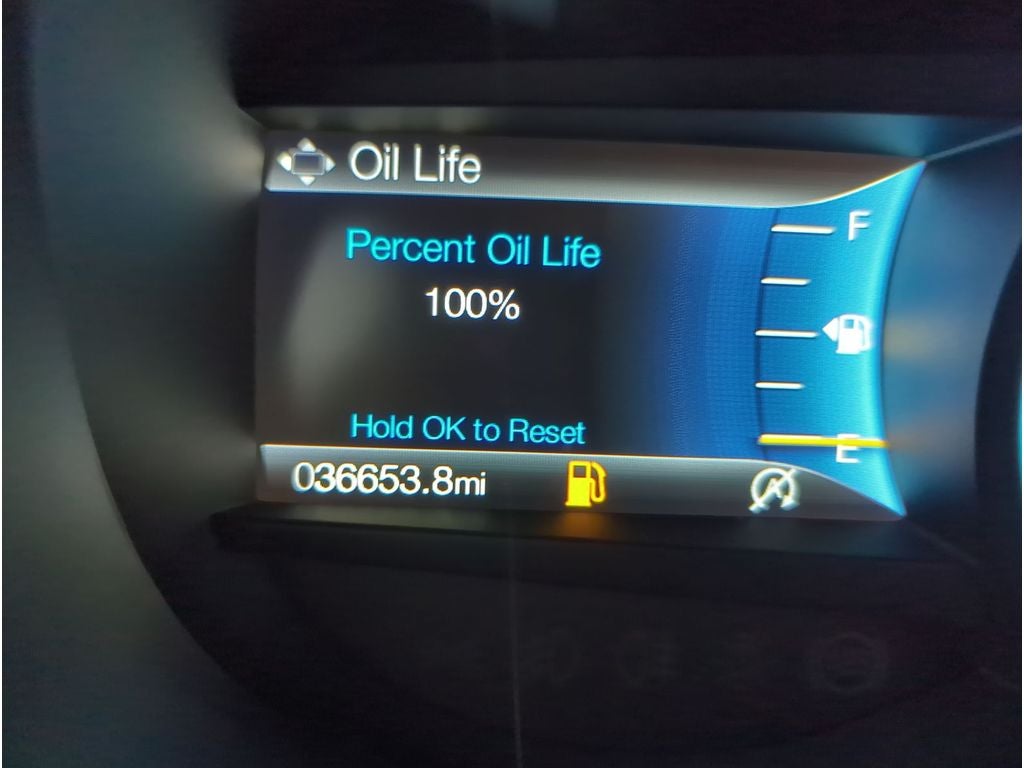 Oil Life
Percent Oil Life
100%
Hold OK to Reset
036653.8mi
F
E
A